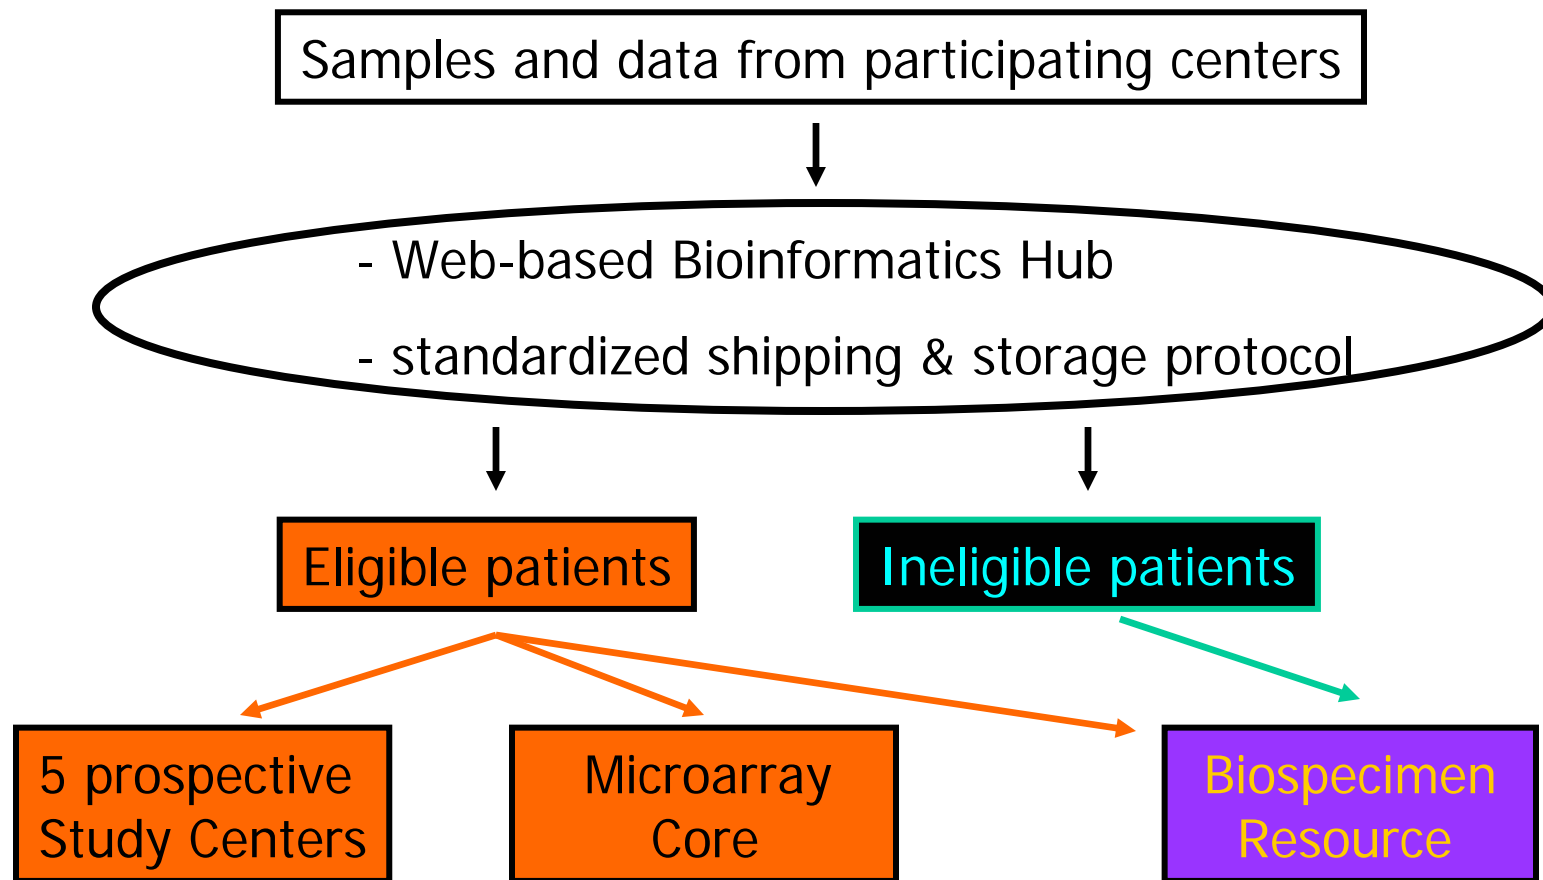 Samples and data from participating centers
- Web-based Bioinformatics Hub
- standardized shipping & storage protocol
Eligible patients
Ineligible patients
5 prospective
Study Centers
Microarray
Core
Biospecimen
Resource